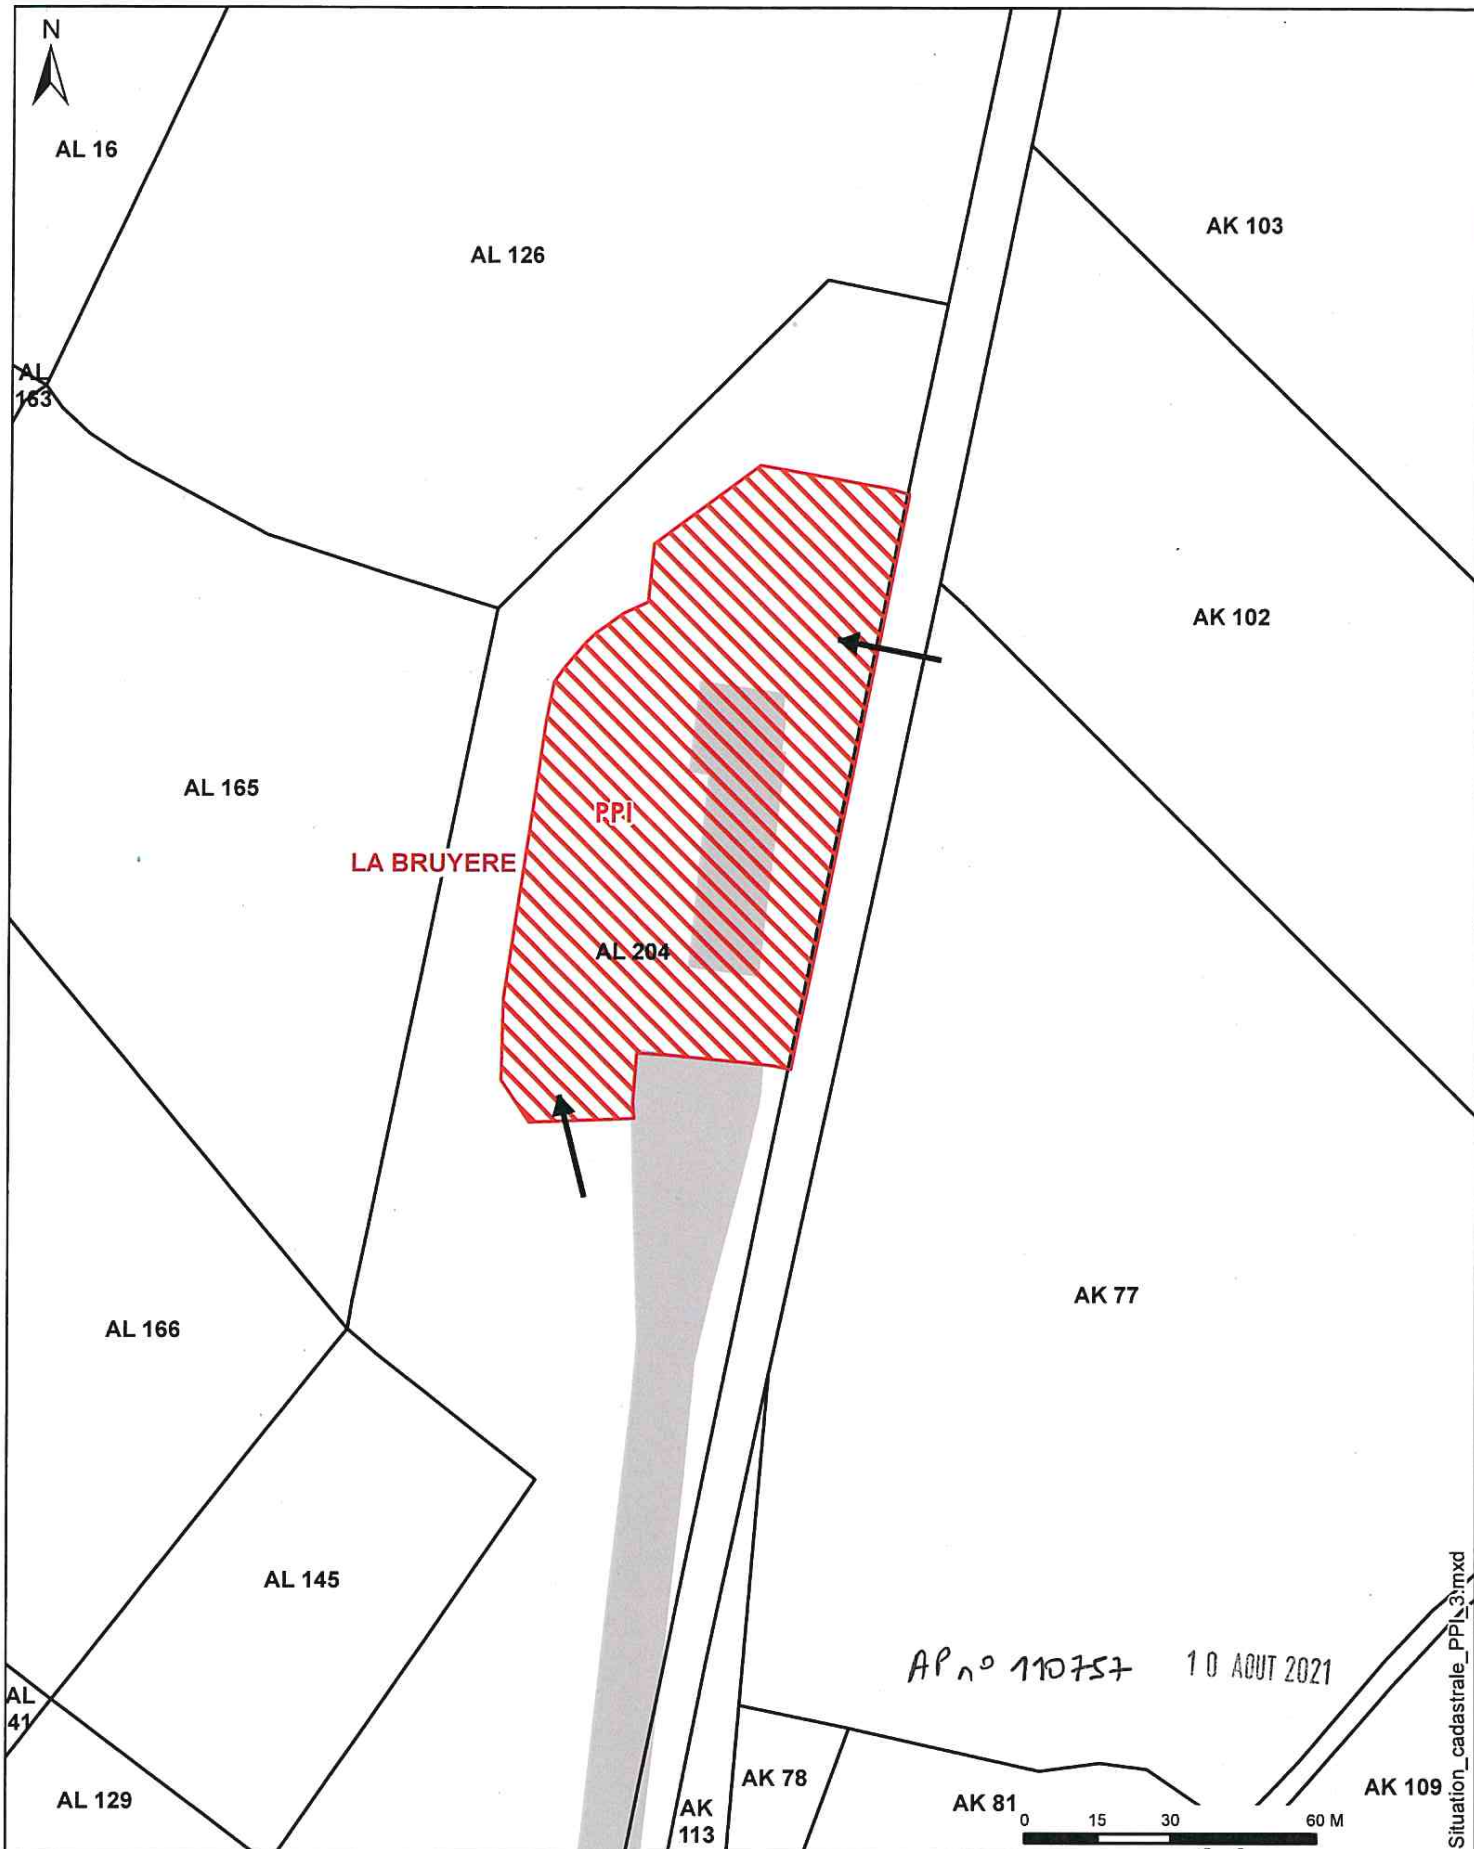 N
AL 16
AL 126
AK 103
AL
163
AK 102
AL 165
PPI
LA BRUYERE
AL 204
AK 77
AL 166
AL 145
AP nº 110757 10 AOUT 2021
AL
41
AK 78
AL 129
AK
113
AK 81
AK 109
0 15 30 60 M
Situation_cadastrale_PPI_3.mxd